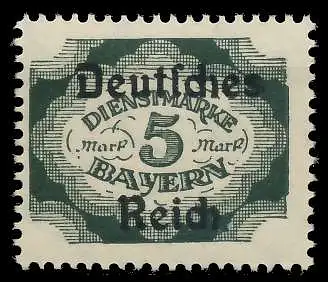 Deutsches
DIENSTMARKE
Mark 5 Mark
BAYERN
Reich